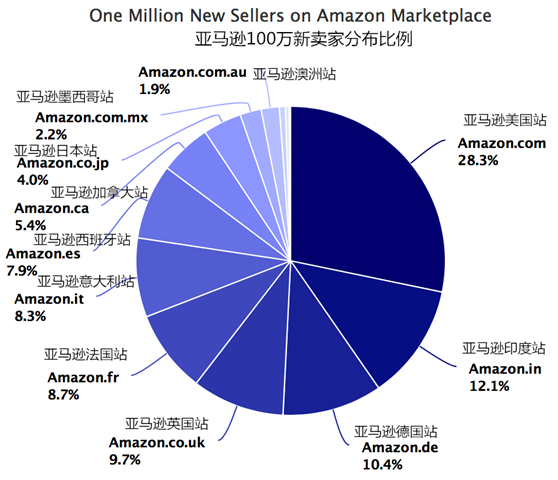 One Million New Sellers on Amazon Marketplace
亚马逊100万新卖家分布比例
亚马逊美国站
Amazon.com
28.3%
亚马逊印度站
Amazon.in
12.1%
亚马逊德国站
Amazon.de
10.4%
亚马逊英国站
Amazon.co.uk
9.7%
亚马逊法国站
Amazon.fr
8.7%
亚马逊意大利站
Amazon.it
8.3%
亚马逊西班牙站
Amazon.es
7.9%
亚马逊加拿大站
Amazon.ca
5.4%
亚马逊日本站
Amazon.co.jp
4.0%
亚马逊墨西哥站
Amazon.com.mx
2.2%
亚马逊澳洲站
Amazon.com.au
1.9%